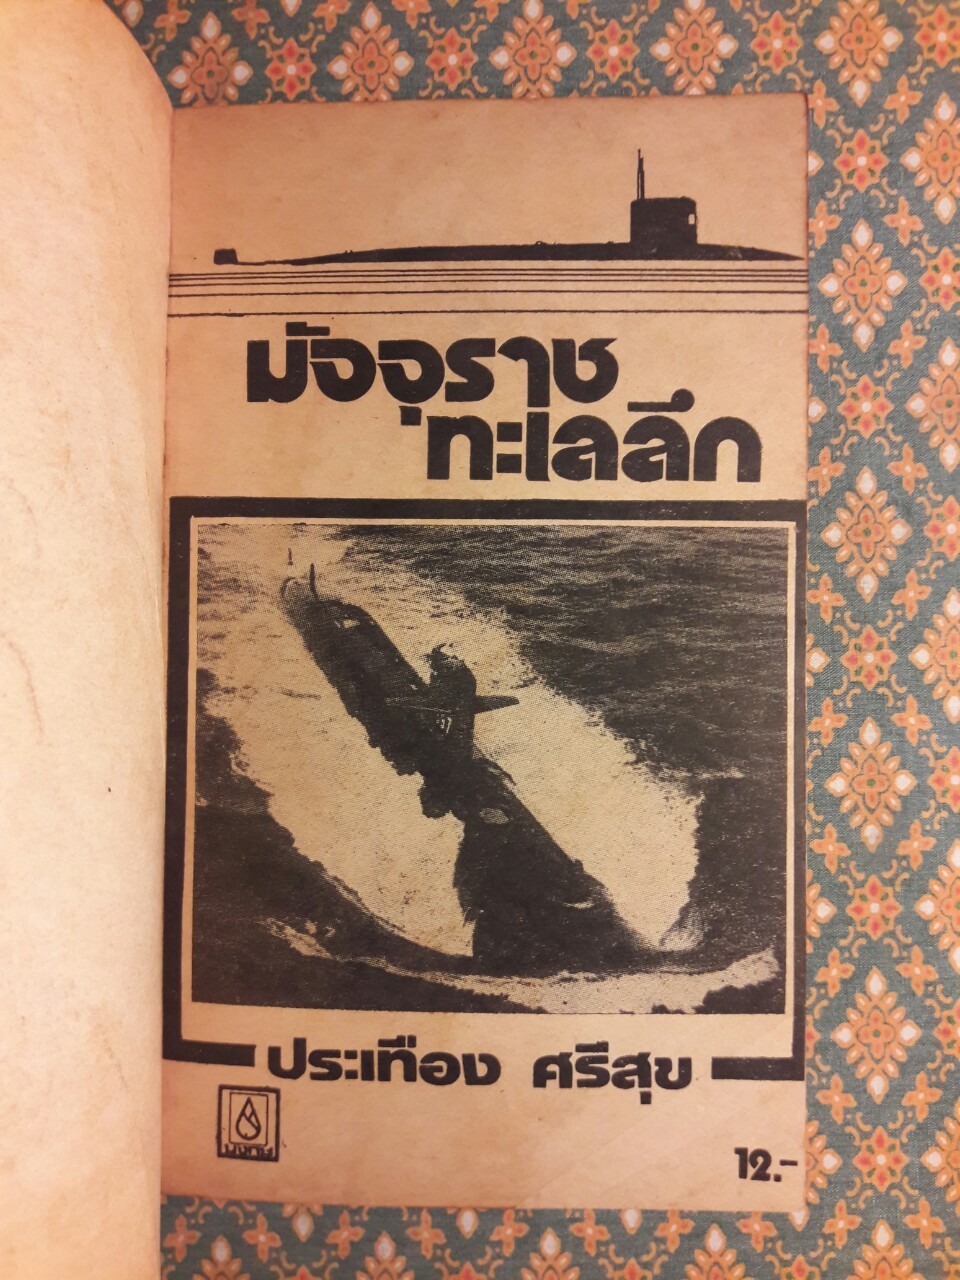 มัจจุราช
ทะเลลึก
ประเทือง ศรีสุข
12.-